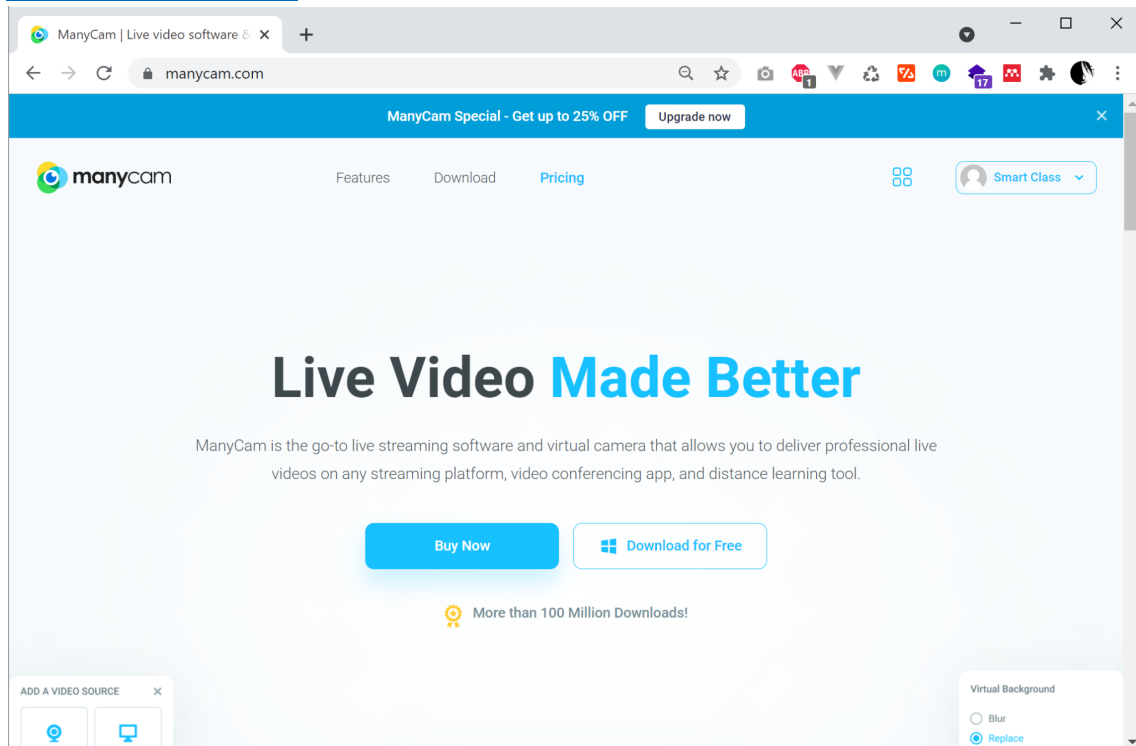 ManyCam | Live video software &
manycam.com
ABP
1
m
17
ManyCam Special - Get up to 25% OFF
Upgrade now
manycam
Features
Download
Pricing
Smart Class
Live Video Made Better
ManyCam is the go-to live streaming software and virtual camera that allows you to deliver professional live
videos on any streaming platform, video conferencing app, and distance learning tool.
Buy Now
Download for Free
More than 100 Million Downloads!
ADD A VIDEO SOURCE
Virtual Background
Blur
Replace